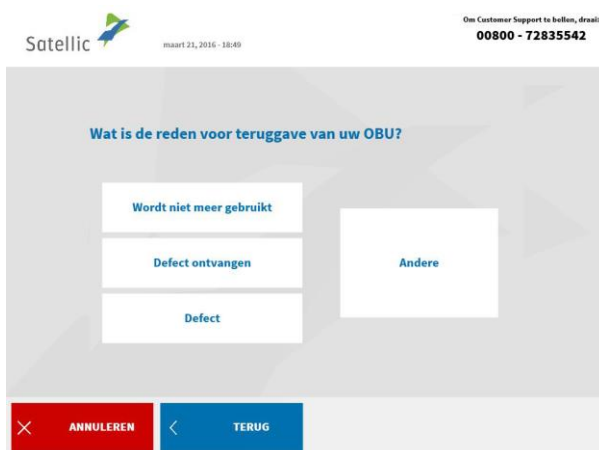 Satellic
maart 21, 2016 - 18:49
Om Customer Support te bellen, draai
00800 - 72835542
Wat is de reden voor teruggave van uw OBU?
Wordt niet meer gebruikt
Defect ontvangen
Defect
Andere
ANNULEREN
TERUG